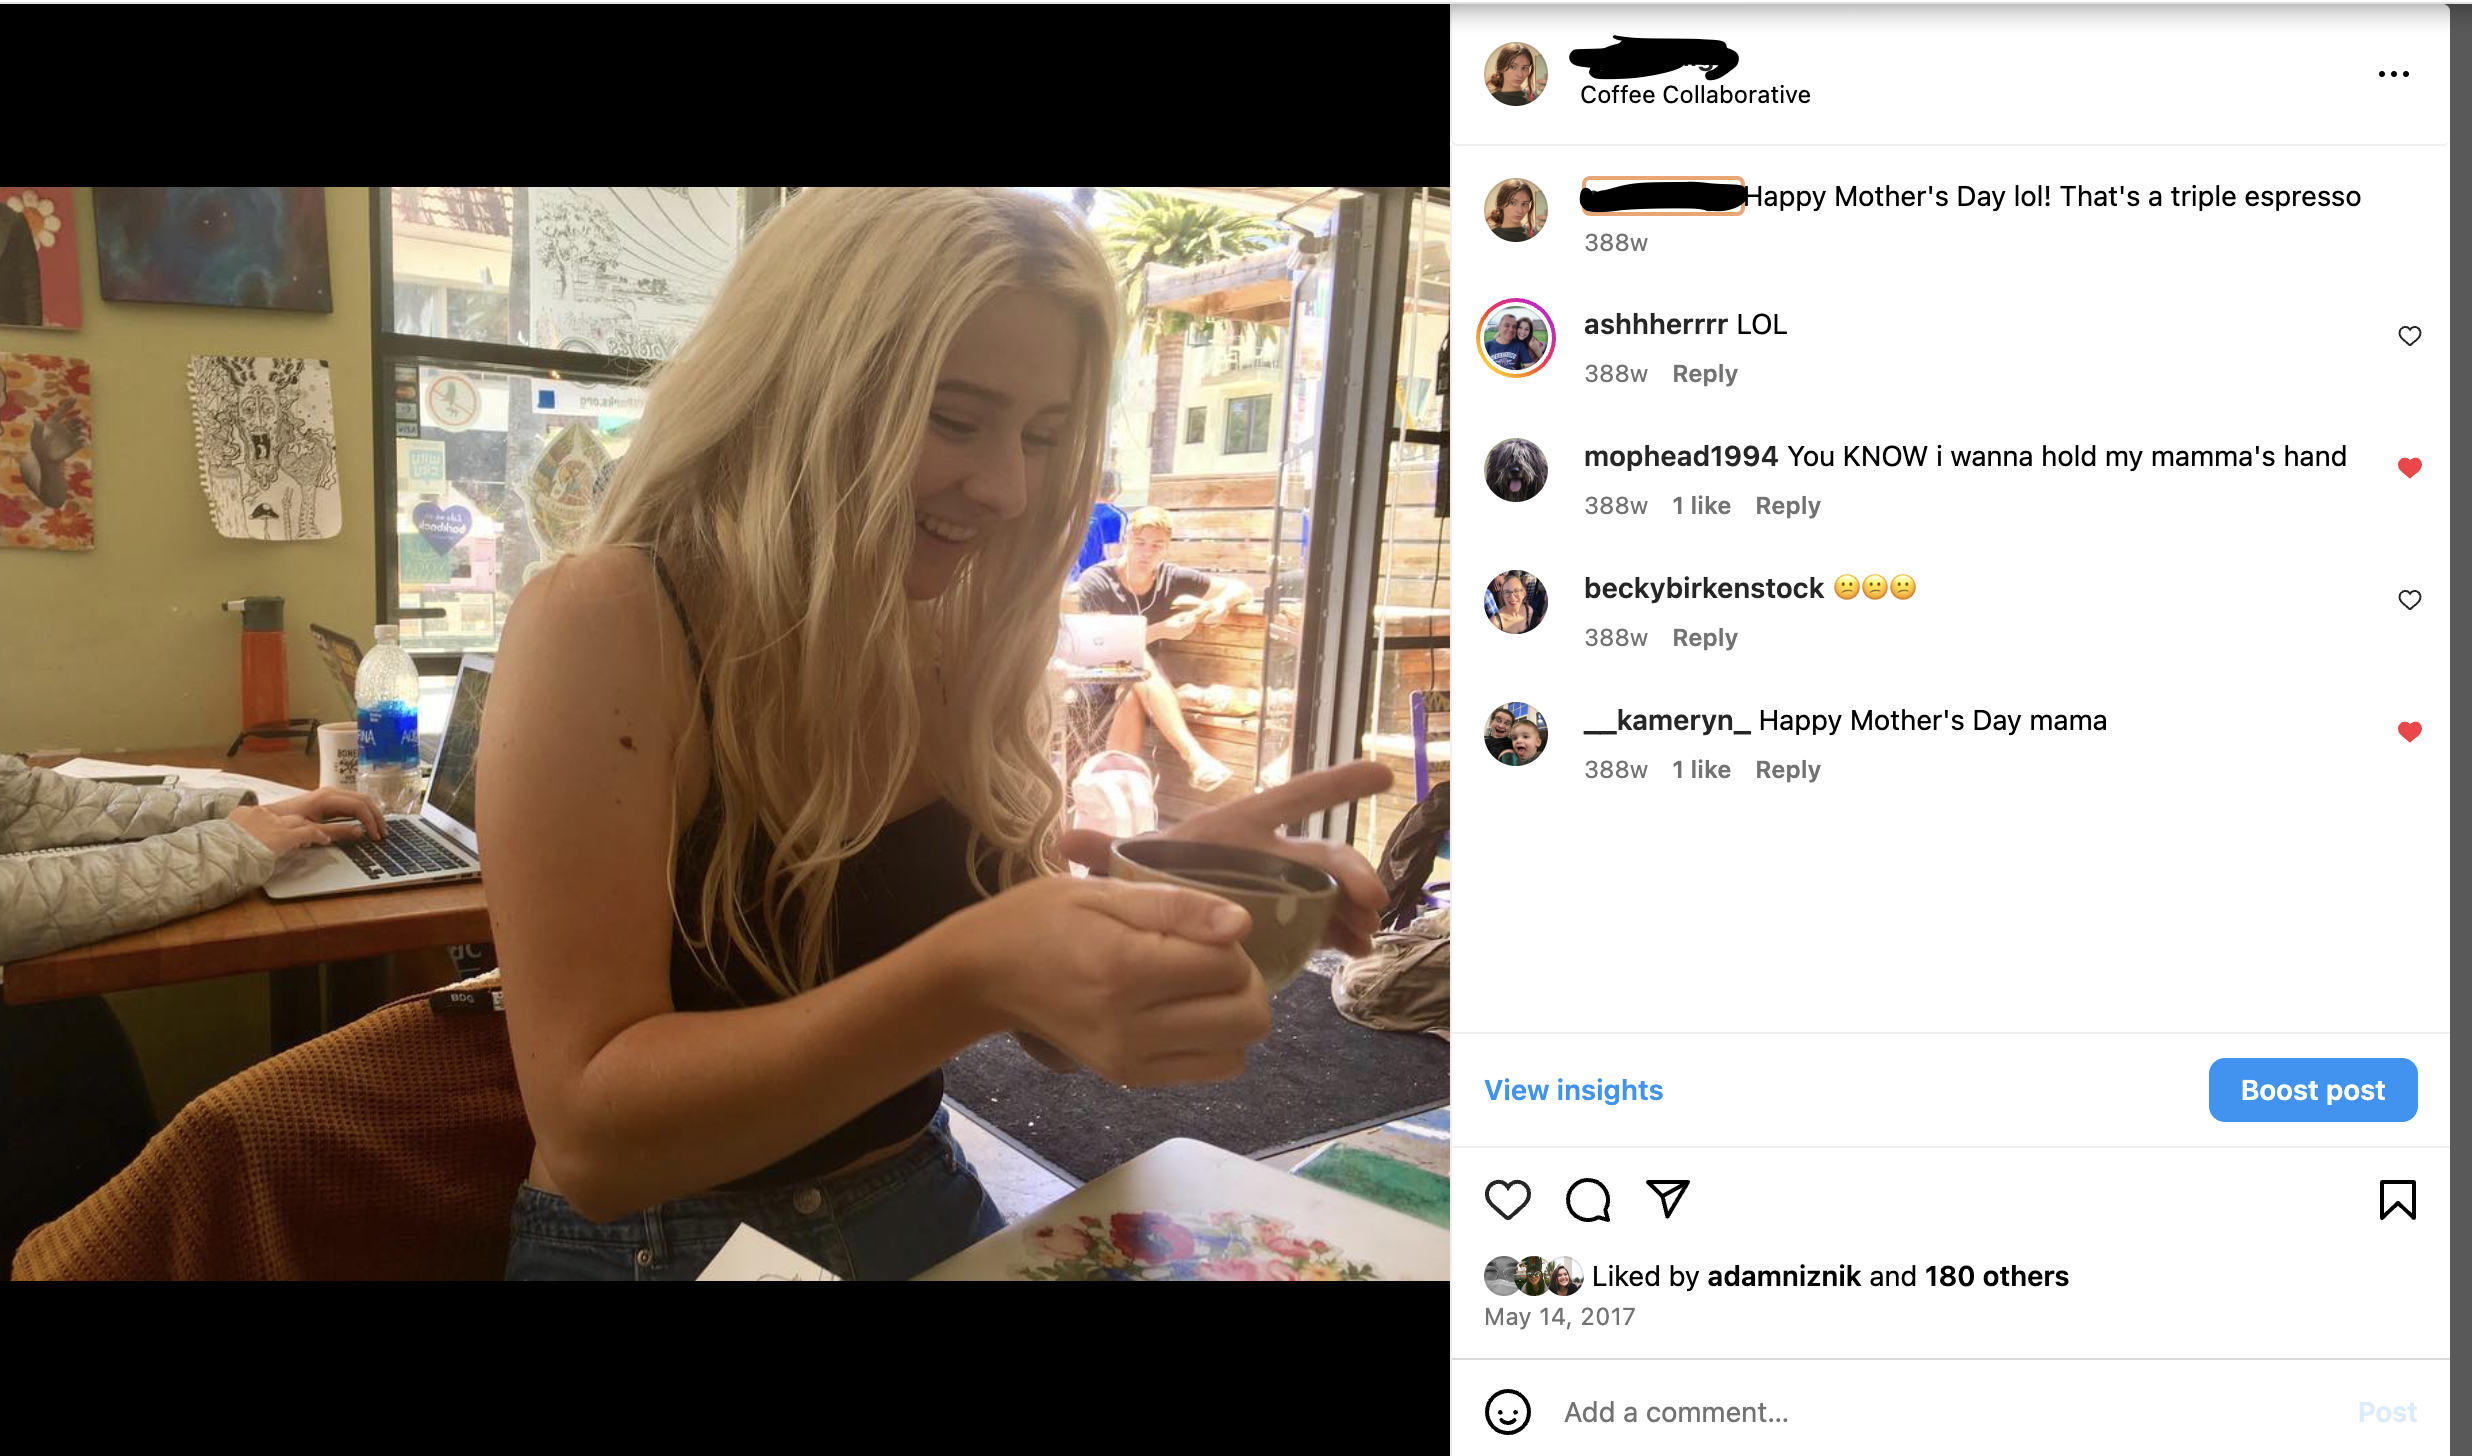 Coffee Collaborative
Happy Mother's Day lol! That's a triple espresso
388w
ashhherrrr LOL
388w Reply
mophead1994 You KNOW i wanna hold my mamma's hand
388w 1 like Reply
beckybirkenstock 😕😕😕
388w Reply
__kameryn_ Happy Mother's Day mama
388w 1 like Reply
View insights
Boost post
Liked by adamniznik and 180 others
May 14, 2017
Add a comment...
Post
BDG